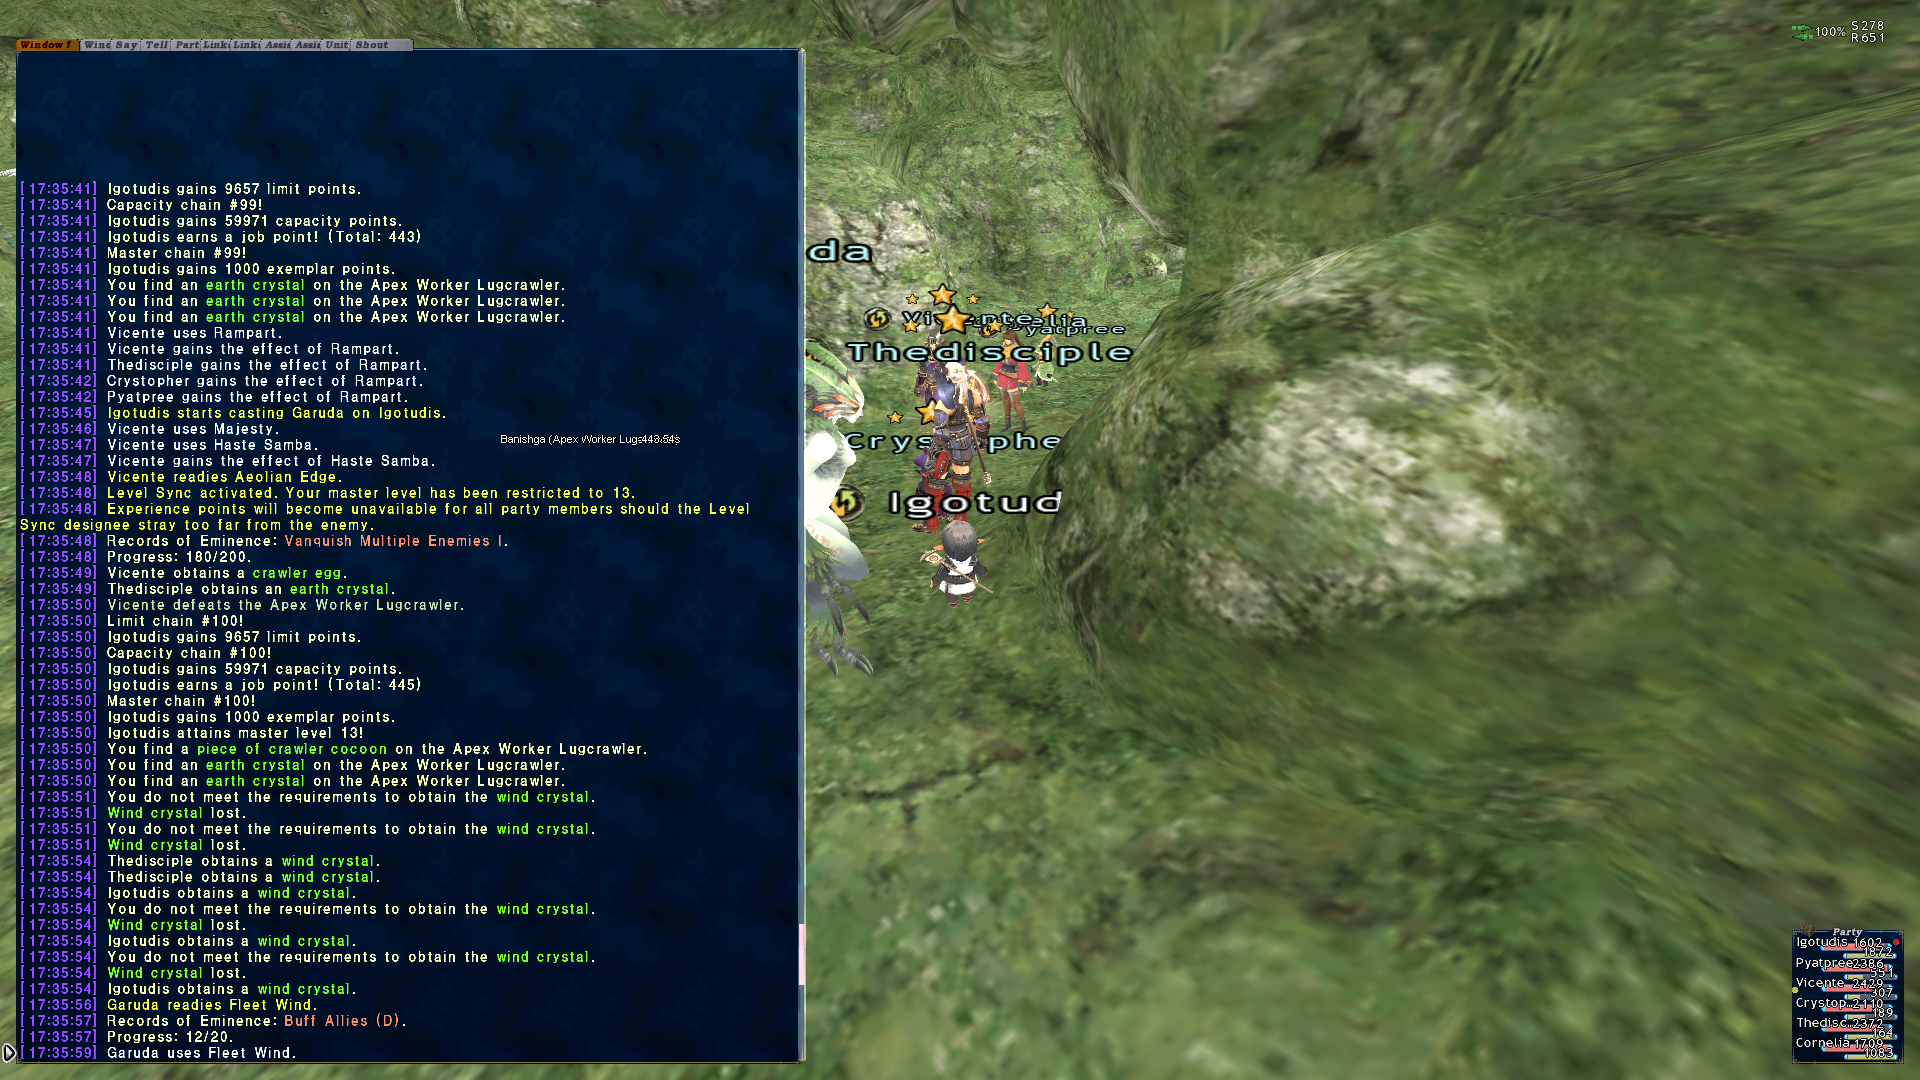 Window 1 Wind Say Tell Part Link Link Assi Assi Unit Shout
[17:35:41] Igotudis gains 9657 limit points.
[17:35:41] Capacity chain #99!
[17:35:41] Igotudis gains 59971 capacity points.
[17:35:41] Igotudis earns a job point! (Total: 443)
[17:35:41] Master chain #99!
[17:35:41] Igotudis gains 1000 exemplar points.
[17:35:41] You find an earth crystal on the Apex Worker Lugcrawler.
[17:35:41] You find an earth crystal on the Apex Worker Lugcrawler.
[17:35:41] You find an earth crystal on the Apex Worker Lugcrawler.
[17:35:41] Vicente uses Rampart.
[17:35:41] Vicente gains the effect of Rampart.
[17:35:41] Thedisciple gains the effect of Rampart.
[17:35:42] Crystopher gains the effect of Rampart.
[17:35:42] Pyatpree gains the effect of Rampart.
[17:35:45] Igotudis starts casting Garuda on Igotudis.
[17:35:46] Vicente uses Majesty.
[17:35:47] Vicente uses Haste Samba.
[17:35:47] Vicente gains the effect of Haste Samba.
[17:35:48] Vicente readies Aeolian Edge.
[17:35:48] Level Sync activated. Your master level has been restricted to 13.
[17:35:48] Experience points will become unavailable for all party members should the Level
Sync designee stray too far from the enemy.
[17:35:48] Records of Eminence: Vanquish Multiple Enemies I.
[17:35:48] Progress: 180/200.
[17:35:49] Vicente obtains a crawler egg.
[17:35:49] Thedisciple obtains an earth crystal.
[17:35:50] Vicente defeats the Apex Worker Lugcrawler.
[17:35:50] Limit chain #100!
[17:35:50] Igotudis gains 9657 limit points.
[17:35:50] Capacity chain #100!
[17:35:50] Igotudis gains 59971 capacity points.
[17:35:50] Igotudis earns a job point! (Total: 445)
[17:35:50] Master chain #100!
[17:35:50] Igotudis gains 1000 exemplar points.
[17:35:50] Igotudis attains master level 13!
[17:35:50] You find a piece of crawler cocoon on the Apex Worker Lugcrawler.
[17:35:50] You find an earth crystal on the Apex Worker Lugcrawler.
[17:35:50] You find an earth crystal on the Apex Worker Lugcrawler.
[17:35:51] You do not meet the requirements to obtain the wind crystal.
[17:35:51] Wind crystal lost.
[17:35:51] You do not meet the requirements to obtain the wind crystal.
[17:35:51] Wind crystal lost.
[17:35:54] Thedisciple obtains a wind crystal.
[17:35:54] Thedisciple obtains a wind crystal.
[17:35:54] Igotudis obtains a wind crystal.
[17:35:54] You do not meet the requirements to obtain the wind crystal.
[17:35:54] Wind crystal lost.
[17:35:54] Igotudis obtains a wind crystal.
[17:35:54] You do not meet the requirements to obtain the wind crystal.
[17:35:54] Wind crystal lost.
[17:35:54] Igotudis obtains a wind crystal.
[17:35:56] Garuda readies Fleet Wind.
[17:35:57] Records of Eminence: Buff Allies (D).
[17:35:57] Progress: 12/20.
[17:35:59] Garuda uses Fleet Wind.
Banishga (Apex Worker
da
Pyatpree
Thedisciple
Igotud
100% S 278
R 651
Party
Igotudis 1602
1872
Pyatpree 2386
551
Vicente 2429
307
Crystop 2110
189
Thedisc 2372
164
Cornelia 1709
1083